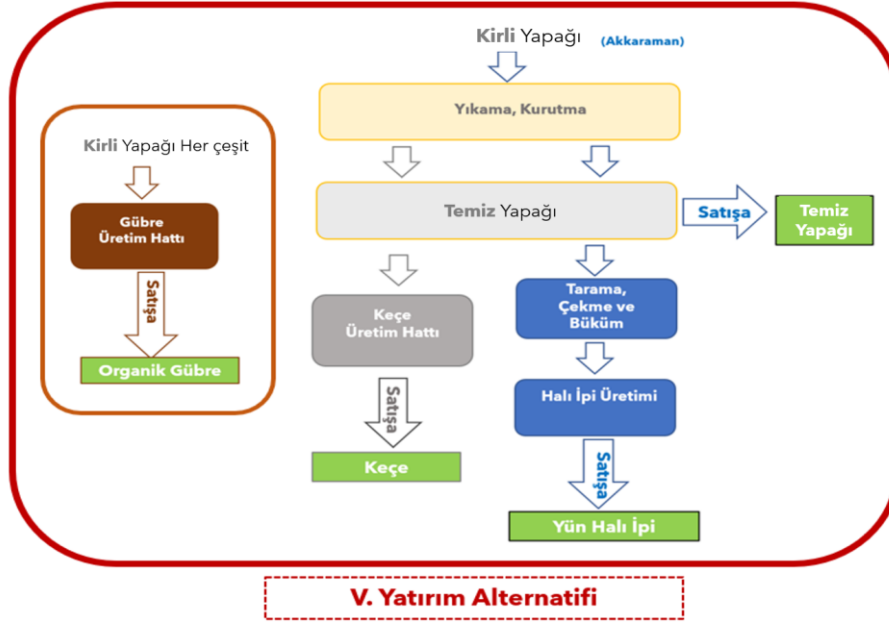 Kirli Yapağı (Akkaraman)
Yıkama, Kurutma
Kirli Yapağı Her çeşit
Gübre
Üretim Hattı
Satışa
Organik Gübre
Temiz Yapağı
Satışa
Temiz
Yapağı
Keçe
Üretim Hattı
Satışa
Keçe
Tarama,
Çekme ve
Büküm
Halı İpi Üretimi
Satışa
Yün Halı İpi
V. Yatırım Alternatifi